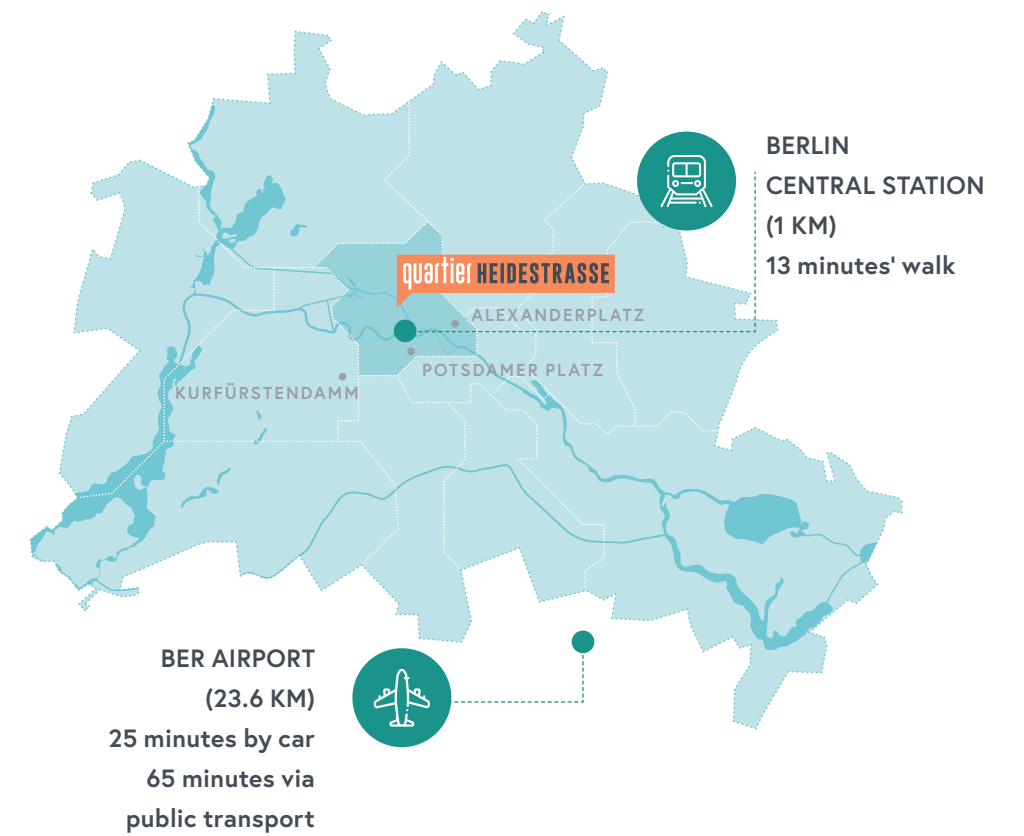 BERLIN
CENTRAL STATION
(1 KM)
13 minutes' walk
quartier HEIDESTRASSE
ALEXANDERPLATZ
POTSDAMER PLATZ
KURFÜRSTENDAMM
BER AIRPORT
(23.6 KM)
25 minutes by car
65 minutes via
public transport